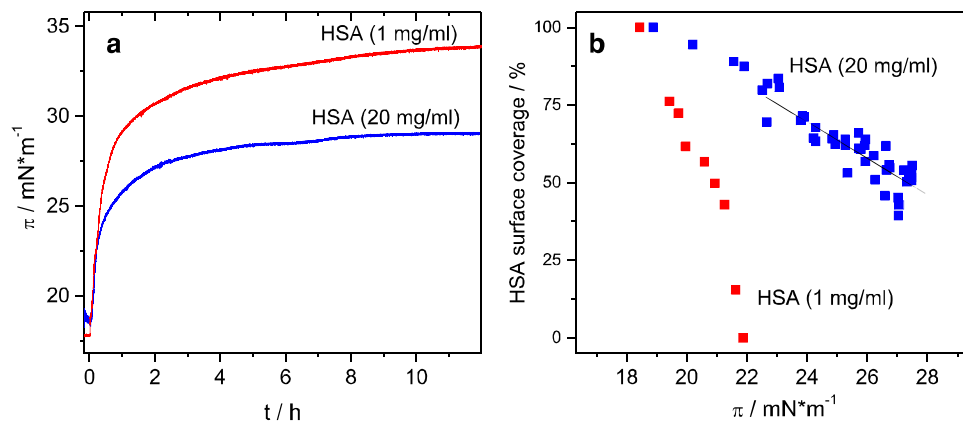 a
HSA (1 mg/ml)
HSA (20 mg/ml)
35
30
25
20
π / mN*m⁻¹
0
2
4
6
8
10
t / h
b
HSA (20 mg/ml)
HSA (1 mg/ml)
100
75
50
25
0
HSA surface coverage / %
18
20
22
24
26
28
π / mN*m⁻¹